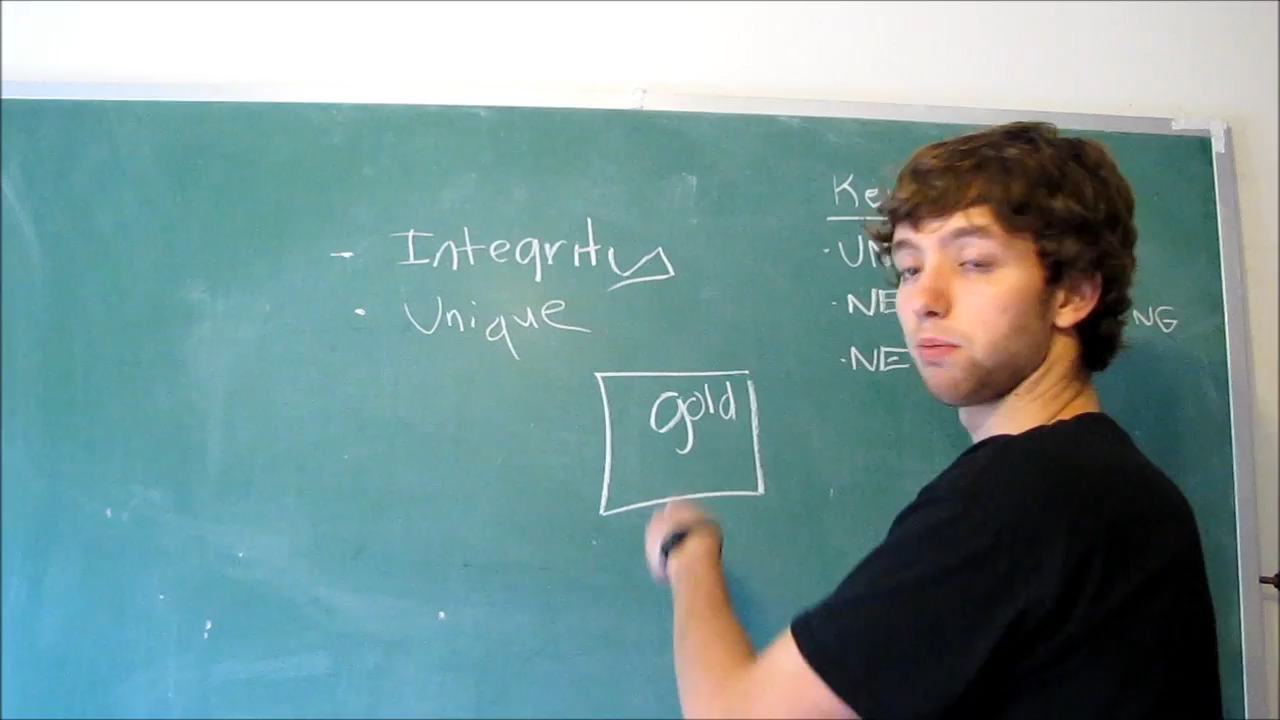 - Integrity
· Unique
gold
Ke
· UN
· NE NG
· NE